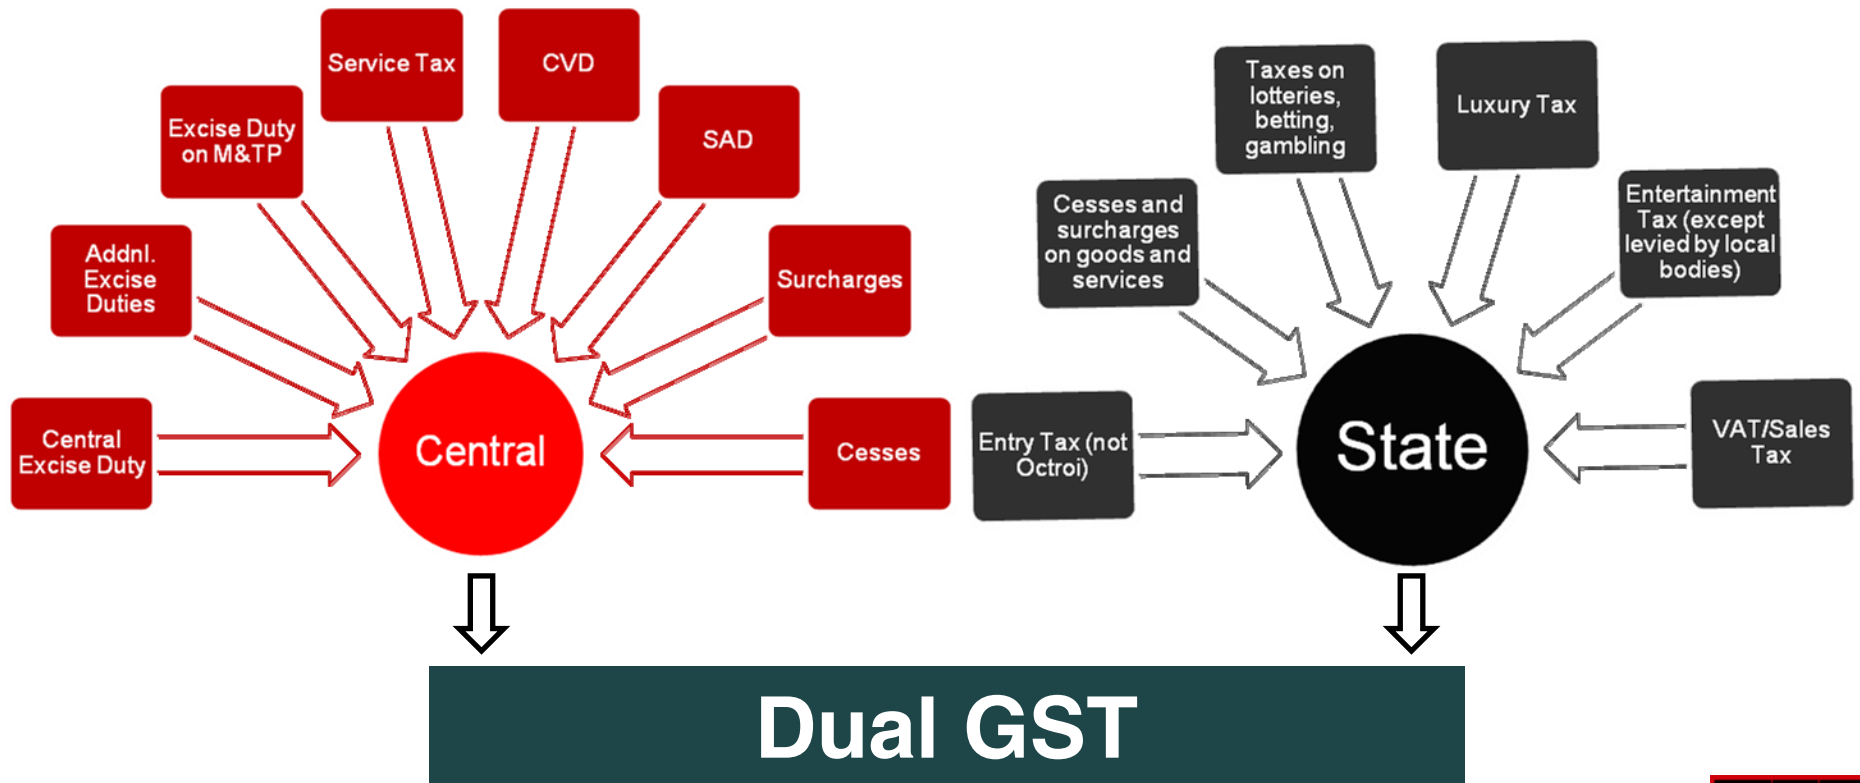 Service Tax
CVD
Excise Duty
on M&TP
SAD
Addnl.
Excise
Duties
Surcharges
Central
Excise Duty
Central
Cesses
Taxes on
lotteries,
betting,
gambling
Luxury Tax
Cesses and
surcharges
on goods and
services
Entertainment
Tax (except
levied by local
bodies)
Entry Tax (not
Octroi)
State
VAT/Sales
Tax
Dual GST